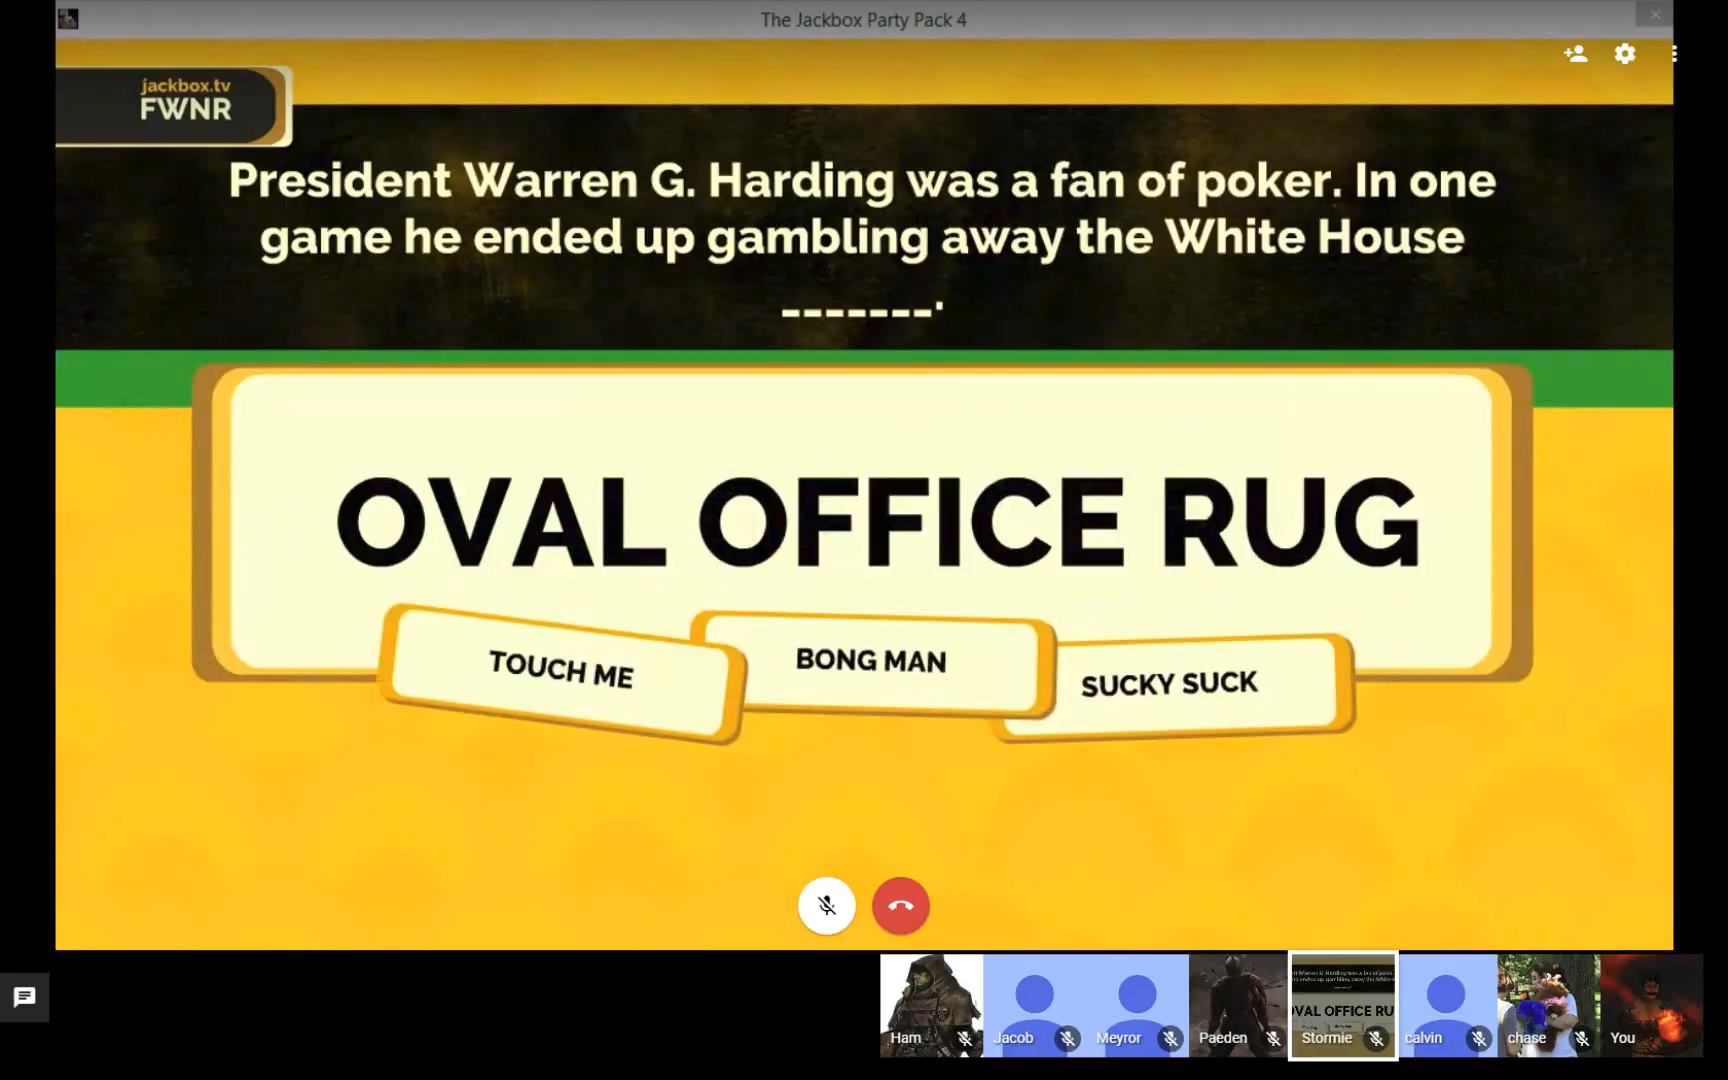 The Jackbox Party Pack 4
jackbox.tv
FWNR
President Warren G. Harding was a fan of poker. In one
game he ended up gambling away the White House
_______.
OVAL OFFICE RUG
TOUCH ME
BONG MAN
SUCKY SUCK
OVAL OFFICE RU
Ham
Jacob
Meyror
Paeden
Stormie
calvin
chase
You